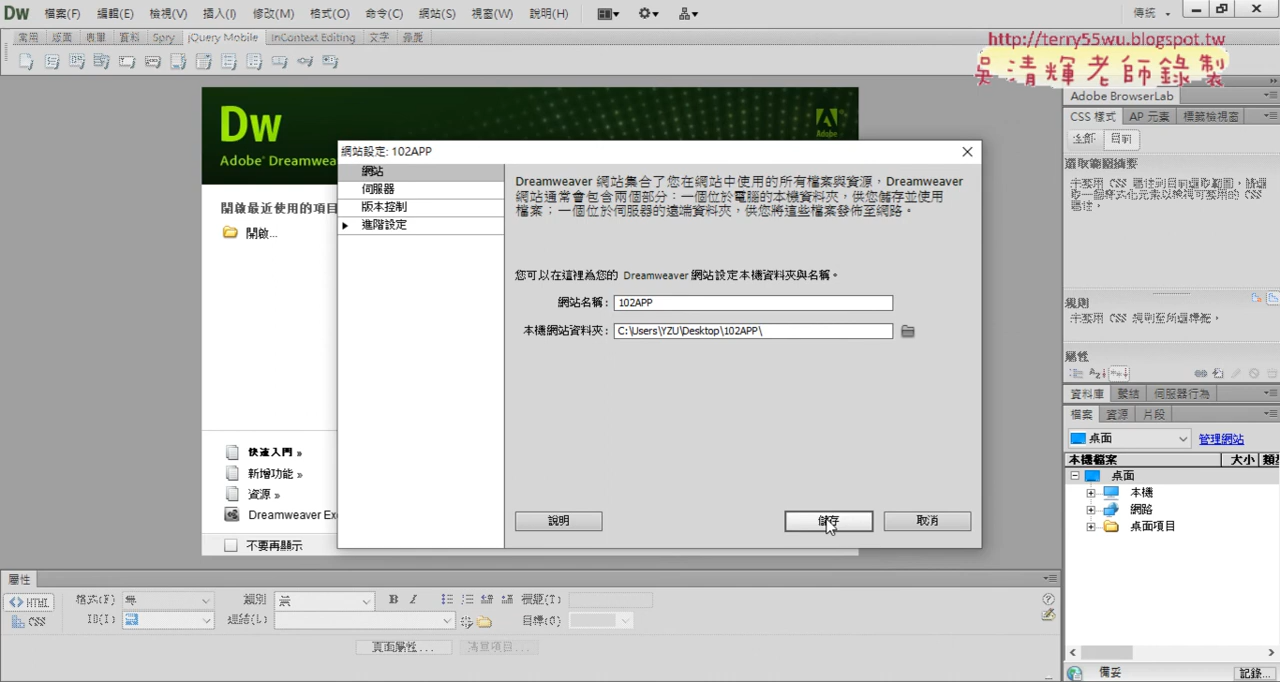 Dw 檔案(F) 編輯(E) 檢視(V) 插入(I) 修改(M) 格式(O) 命令(C) 網站(S) 視窗(W) 說明(H) 傳統
常用 版面 表單 資料 Spry jQuery Mobile InContext Editing 文字
http://terry55wu.blogspot.tw
吳清輝老師錄製
Adobe BrowserLab
CSS 樣式 AP 元素 標籤檢視窗
全部 目前
選取範圍摘要
規則
屬性
資料庫 繫結 伺服器行為
檔案 資源 片段
桌面 管理網站
本機檔案 大小 類
桌面
本機
網路
桌面項目
備妥 記錄...
Dw
Adobe® Dreamwea
Adobe
開啟最近使用的項目
開啟...
快速入門 »
新增功能 »
資源 »
Dreamweaver Ex
不要再顯示
網站設定: 102APP
網站
伺服器
版本控制
進階設定
Dreamweaver 網站集合了您在網站中使用的所有檔案與資源，Dreamweaver
網站通常會包含兩個部分：一個位於電腦的本機資料夾，供您儲存並使用
檔案；一個位於伺服器的遠端資料夾，供您將這些檔案發佈至網路。
您可以在這裡為您的 Dreamweaver 網站設定本機資料夾與名稱。
網站名稱: 102APP
本機網站資料夾: C:\Users\YZU\Desktop\102APP\
說明 儲存 取消
屬性
HTML 格式(F) 無 類別 無 B I 標題(T)
CSS ID(I) 無 連結(L) 目標(G)
頁面屬性... 清單項目...